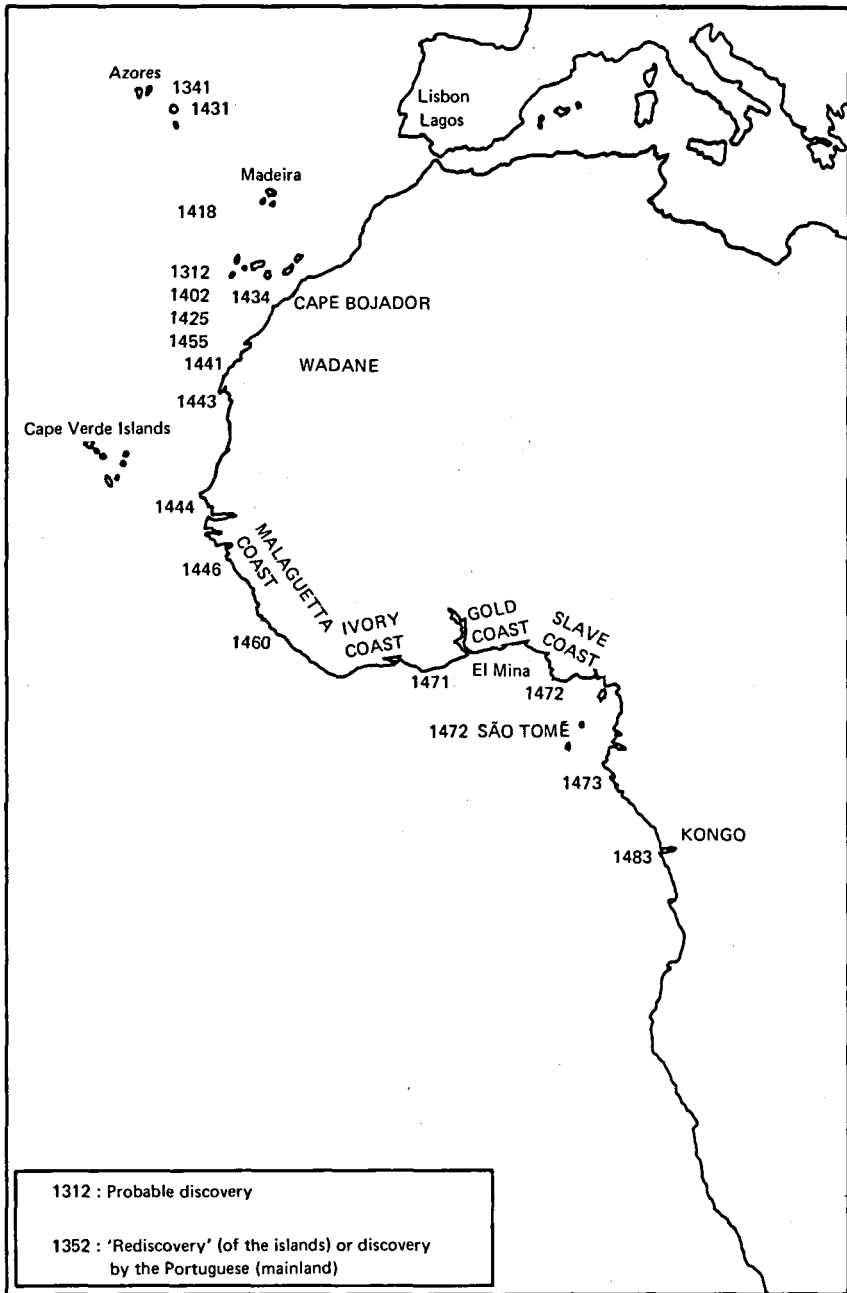 Azores
1341
1431
Lisbon
Lagos
Madeira
1418
1312
1402
1434
CAPE BOJADOR
1425
1455
1441
WADANE
1443
Cape Verde Islands
1444
MALAGUETTA
COAST
1446
1460
IVORY
COAST
GOLD
COAST
SLAVE
COAST
1471
El Mina
1472
1472 SÃO TOMÉ
1473
KONGO
1483
1312 : Probable discovery
1352 : 'Rediscovery' (of the islands) or discovery
by the Portuguese (mainland)